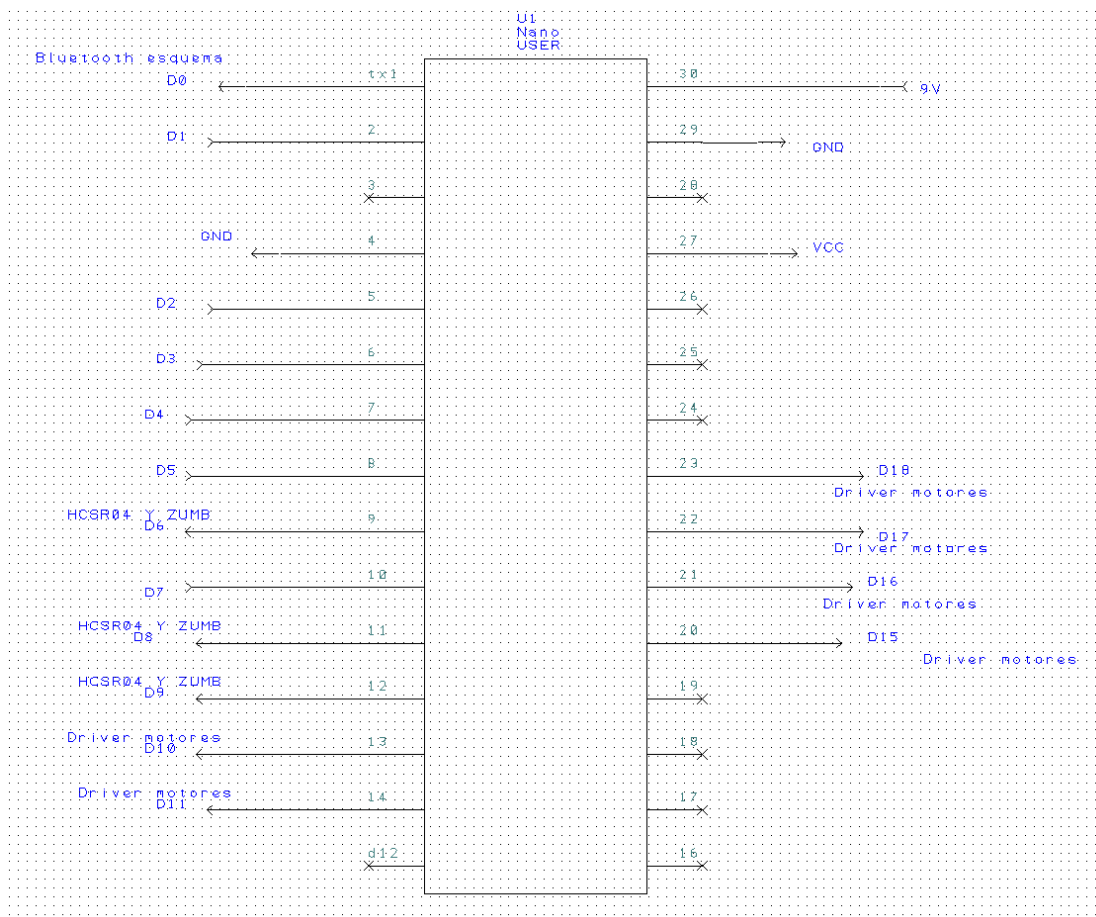 U1
Nano
USER
Bluetooth esquema
D0
tx1
30
9V
D1
2
29
GND
3
28
GND
4
27
VCC
D2
5
26
D3
6
25
D4
7
24
D5
8
23
D18
Driver motores
HCSR04 Y ZUMB
D6
9
22
D17
Driver motores
D7
10
21
D16
Driver motores
HCSR04 Y ZUMB
D8
11
20
D15
Driver motores
HCSR04 Y ZUMB
D9
12
19
Driver motores
D10
13
18
Driver motores
D11
14
17
d12
16